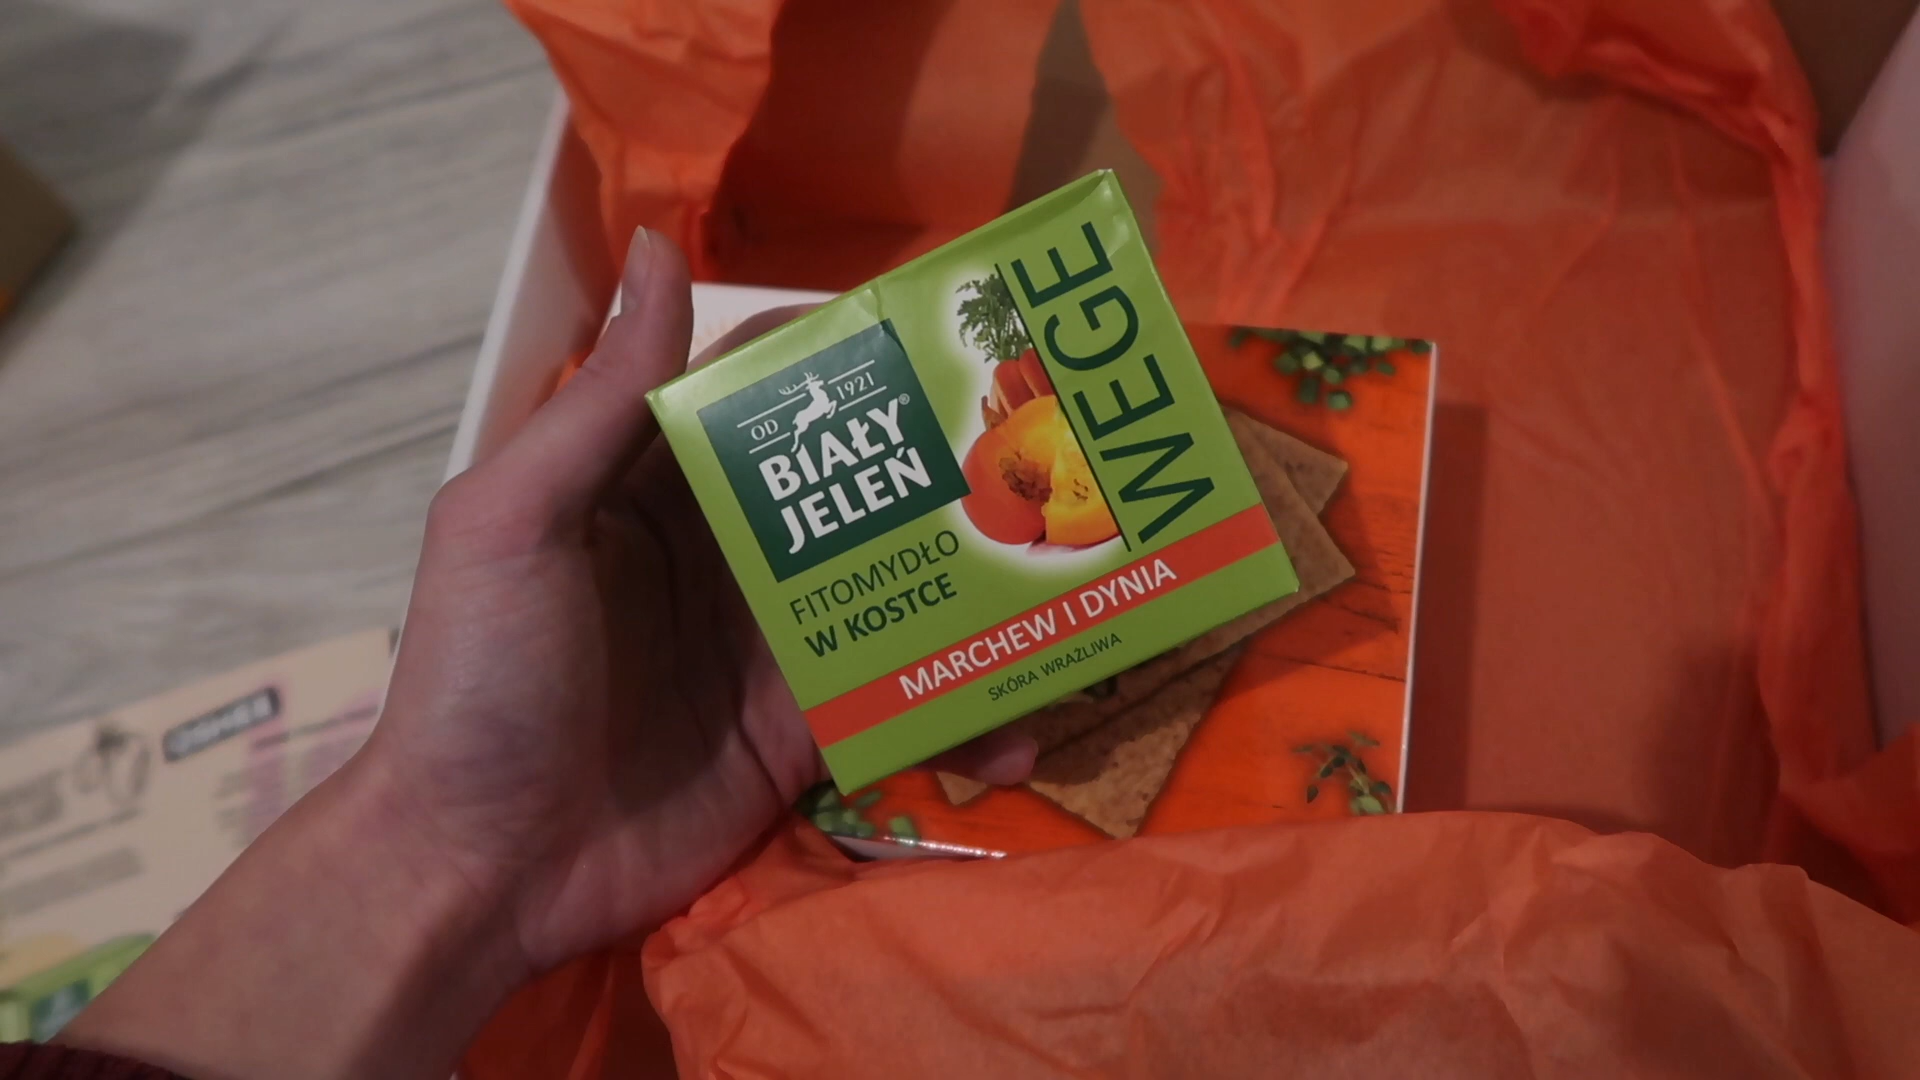 OD 1921
BIAŁY®
JELEŃ
FITOMYDŁO
W KOSTCE
WEGE
MARCHEW I DYNIA
SKÓRA WRAŻLIWA